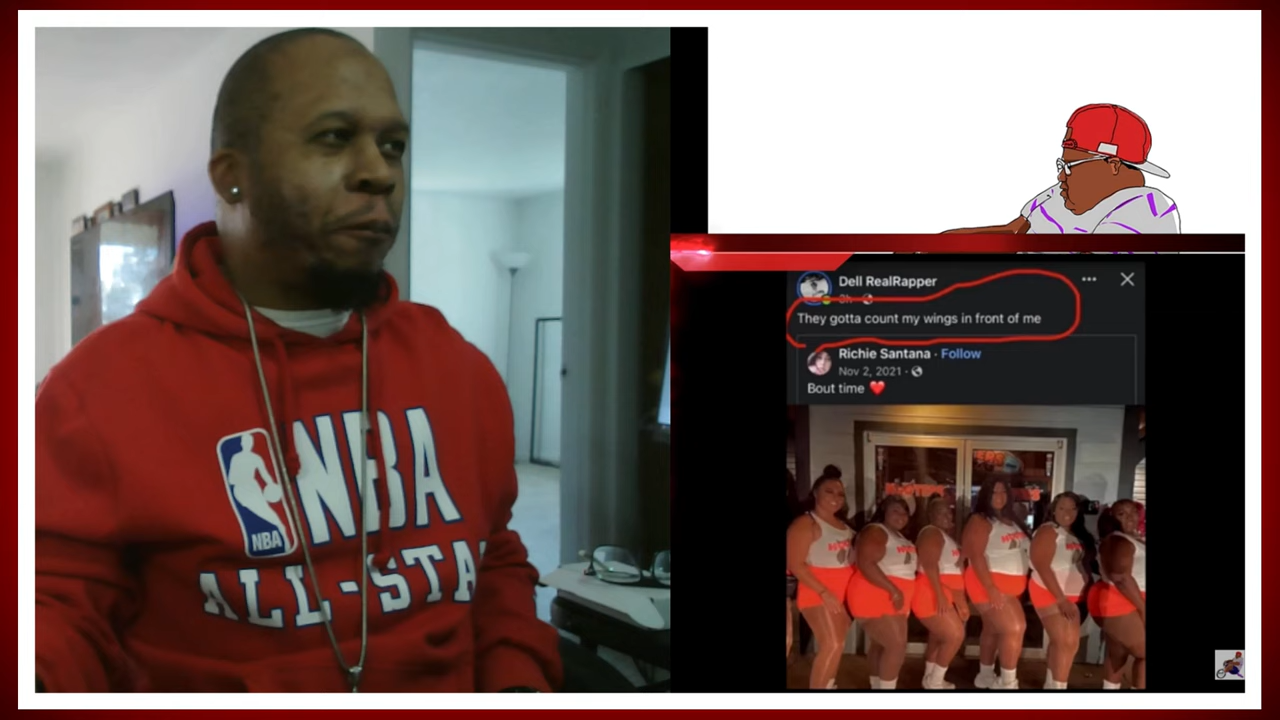 NBA
NBA
ALL-STA
Dell RealRapper
They gotta count my wings in front of me
Richie Santana · Follow
Nov 2, 2021 ·
Bout time ❤️